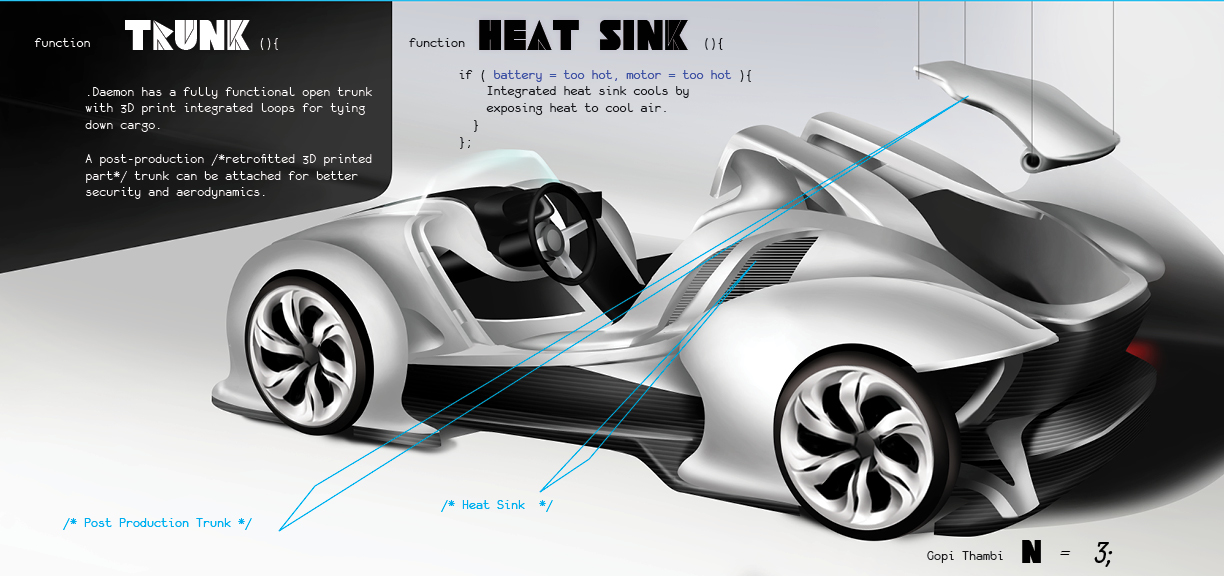 function TRUNK (){
.Daemon has a fully functional open trunk
with 3D print integrated loops for tying
down cargo.
A post-production /*retrofitted 3D printed
part*/ trunk can be attached for better
security and aerodynamics.
function HEAT SINK (){
if ( battery = too hot, motor = too hot ){
Integrated heat sink cools by
exposing heat to cool air.
}
};
/* Heat Sink */
/* Post Production Trunk */
Gopi Thambi N = 3;